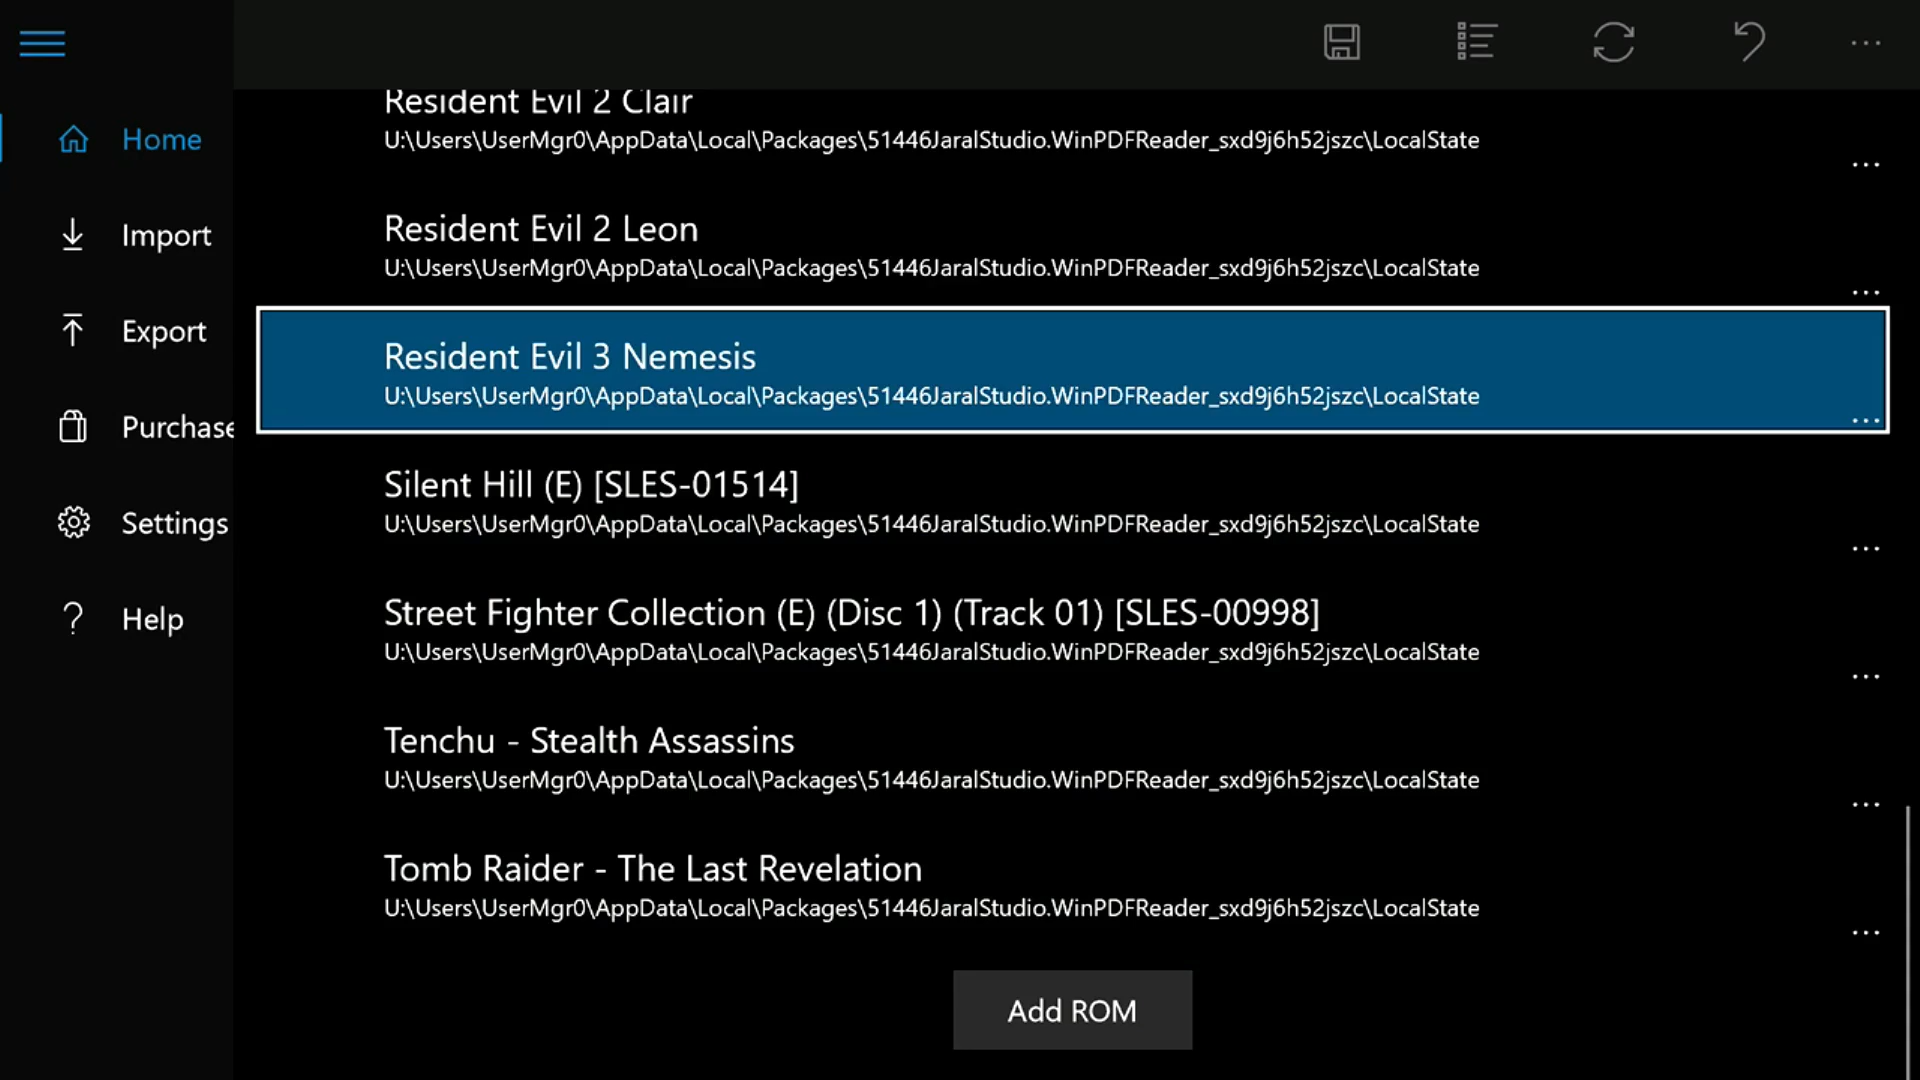 Home
Import
Export
Purchase
Settings
Help
Resident Evil 2 Clair
U:\Users\UserMgr0\AppData\Local\Packages\51446JaralStudio.WinPDFReader_sxd9j6h52jszc\LocalState
Resident Evil 2 Leon
U:\Users\UserMgr0\AppData\Local\Packages\51446JaralStudio.WinPDFReader_sxd9j6h52jszc\LocalState
Resident Evil 3 Nemesis
U:\Users\UserMgr0\AppData\Local\Packages\51446JaralStudio.WinPDFReader_sxd9j6h52jszc\LocalState
Silent Hill (E) [SLES-01514]
U:\Users\UserMgr0\AppData\Local\Packages\51446JaralStudio.WinPDFReader_sxd9j6h52jszc\LocalState
Street Fighter Collection (E) (Disc 1) (Track 01) [SLES-00998]
U:\Users\UserMgr0\AppData\Local\Packages\51446JaralStudio.WinPDFReader_sxd9j6h52jszc\LocalState
Tenchu - Stealth Assassins
U:\Users\UserMgr0\AppData\Local\Packages\51446JaralStudio.WinPDFReader_sxd9j6h52jszc\LocalState
Tomb Raider - The Last Revelation
U:\Users\UserMgr0\AppData\Local\Packages\51446JaralStudio.WinPDFReader_sxd9j6h52jszc\LocalState
Add ROM